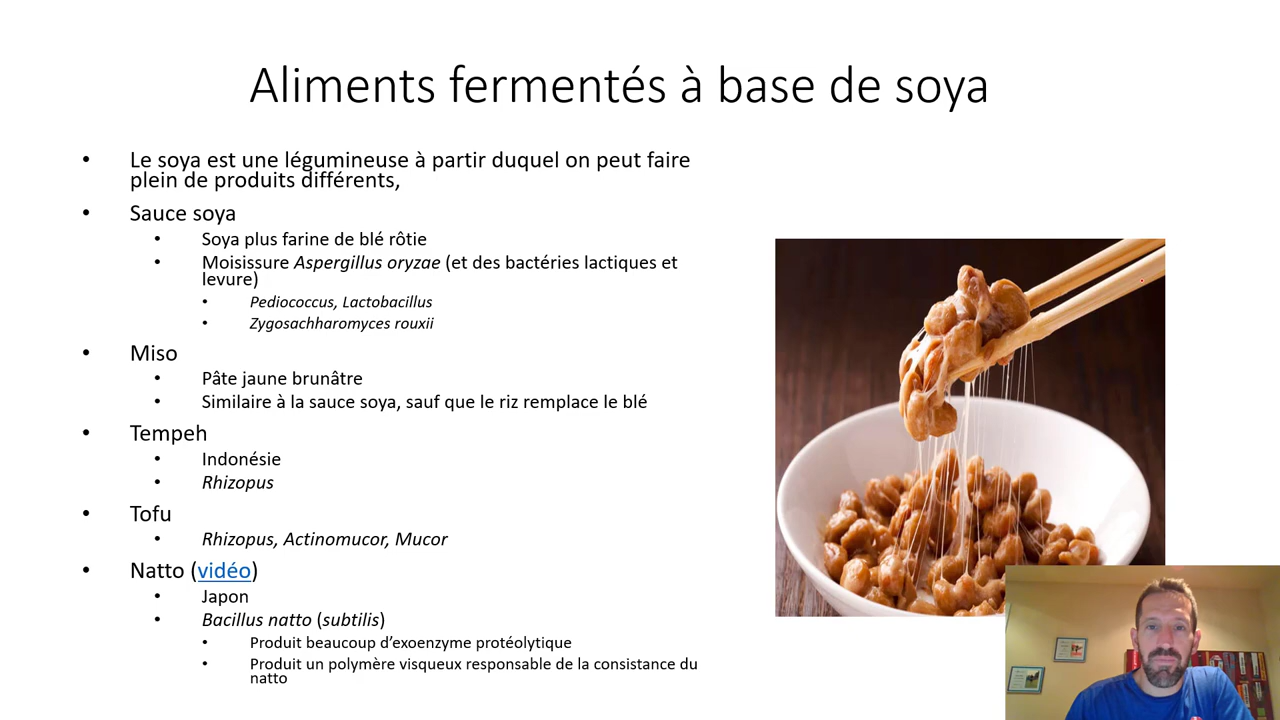 Aliments fermentés à base de soya
• Le soya est une légumineuse à partir duquel on peut faire
plein de produits différents,
• Sauce soya
• Soya plus farine de blé rôtie
• Moisissure Aspergillus oryzae (et des bactéries lactiques et
levure)
• Pediococcus, Lactobacillus
• Zygosachharomyces rouxii
• Miso
• Pâte jaune brunâtre
• Similaire à la sauce soya, sauf que le riz remplace le blé
• Tempeh
• Indonésie
• Rhizopus
• Tofu
• Rhizopus, Actinomucor, Mucor
• Natto (vidéo)
• Japon
• Bacillus natto (subtilis)
• Produit beaucoup d’exoenzyme protéolytique
• Produit un polymère visqueux responsable de la consistance du
natto